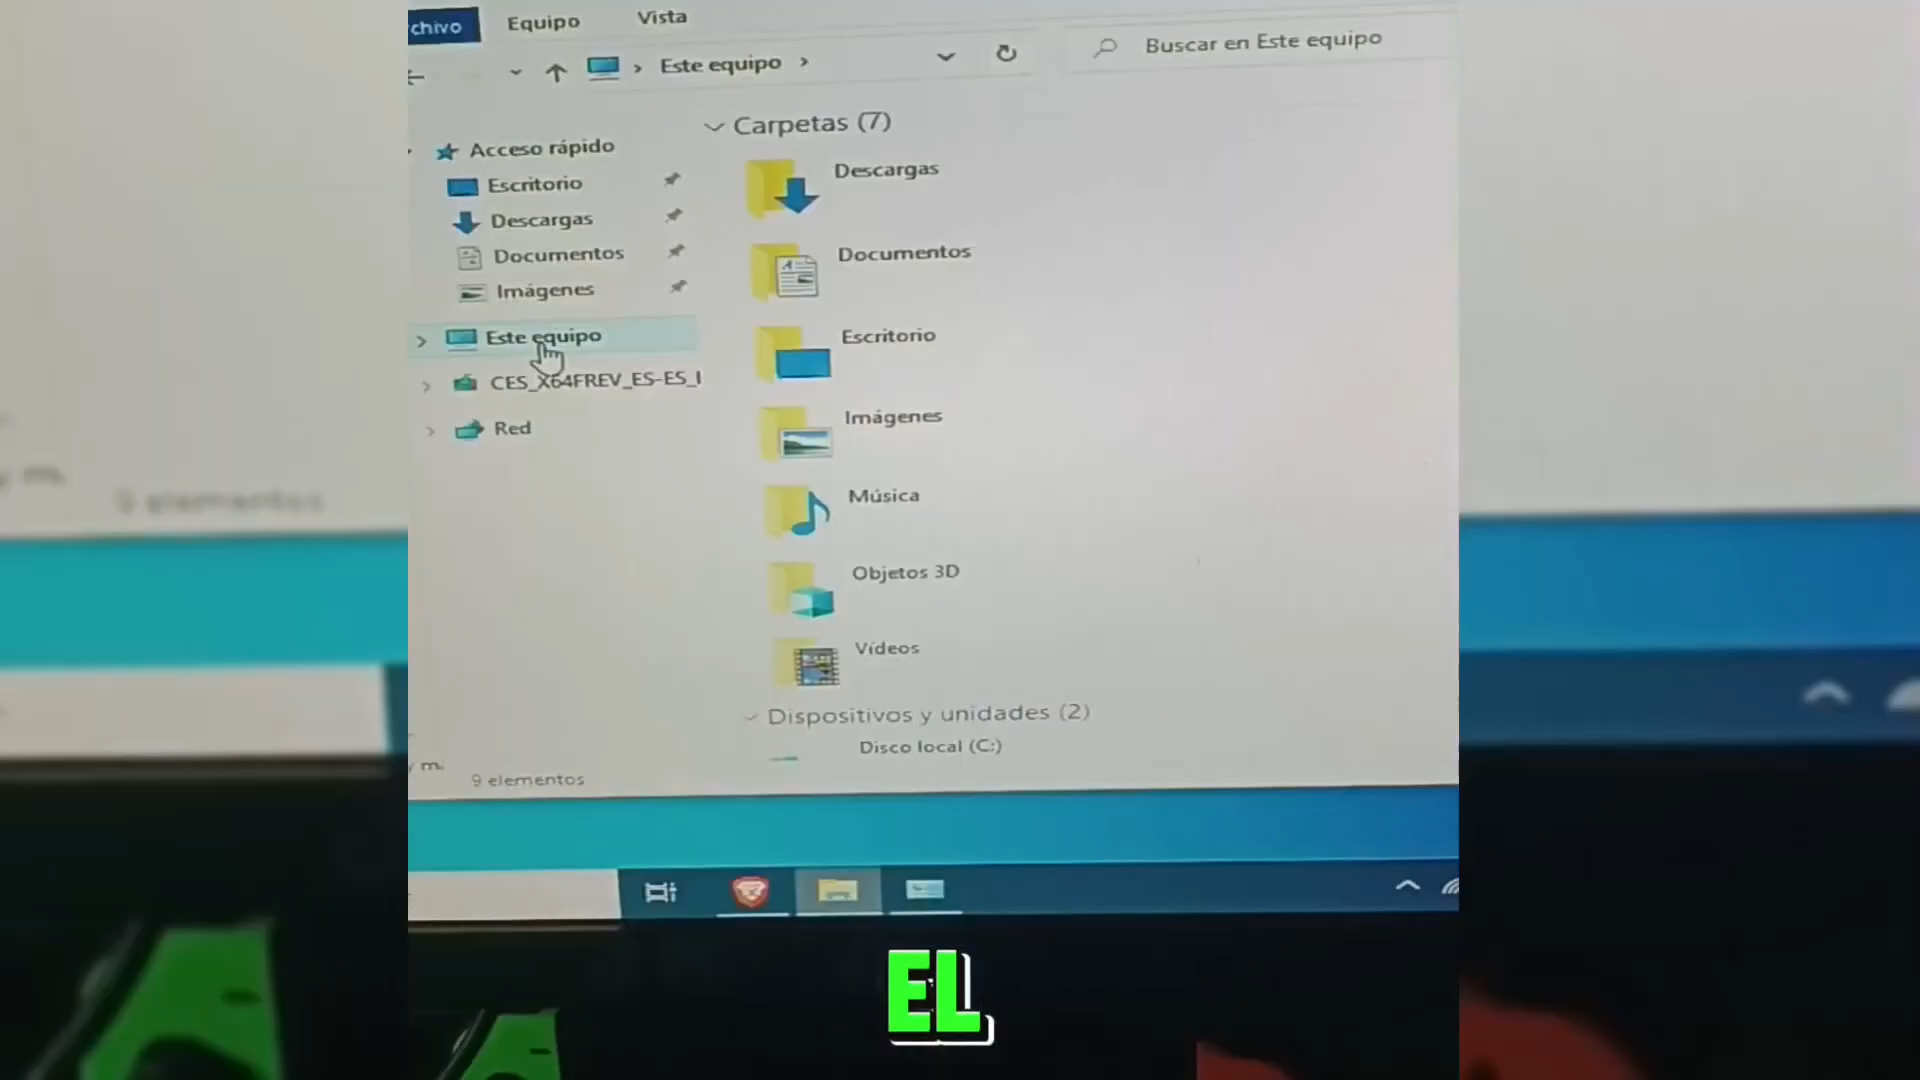 chivo Equipo Vista
Este equipo
Buscar en Este equipo
Acceso rápido
Escritorio
Descargas
Documentos
Imágenes
Este equipo
CES_X64FREV_ES-ES_
Red
Carpetas (7)
Descargas
Documentos
Escritorio
Imágenes
Música
Objetos 3D
Vídeos
Dispositivos y unidades (2)
Disco local (C:)
y m.
9 elementos
y m.
9 elementos
EL